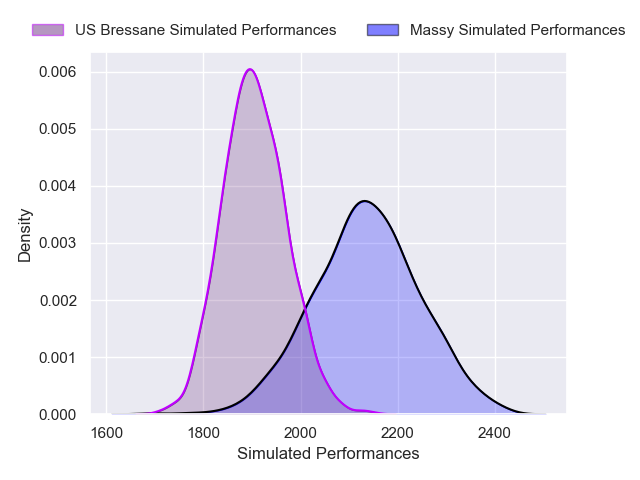 US Bressane Simulated Performances Massy Simulated Performances
0.006
0.005
0.004
0.003
0.002
0.001
0.000
Density
1600 1800 2000 2200 2400
Simulated Performances